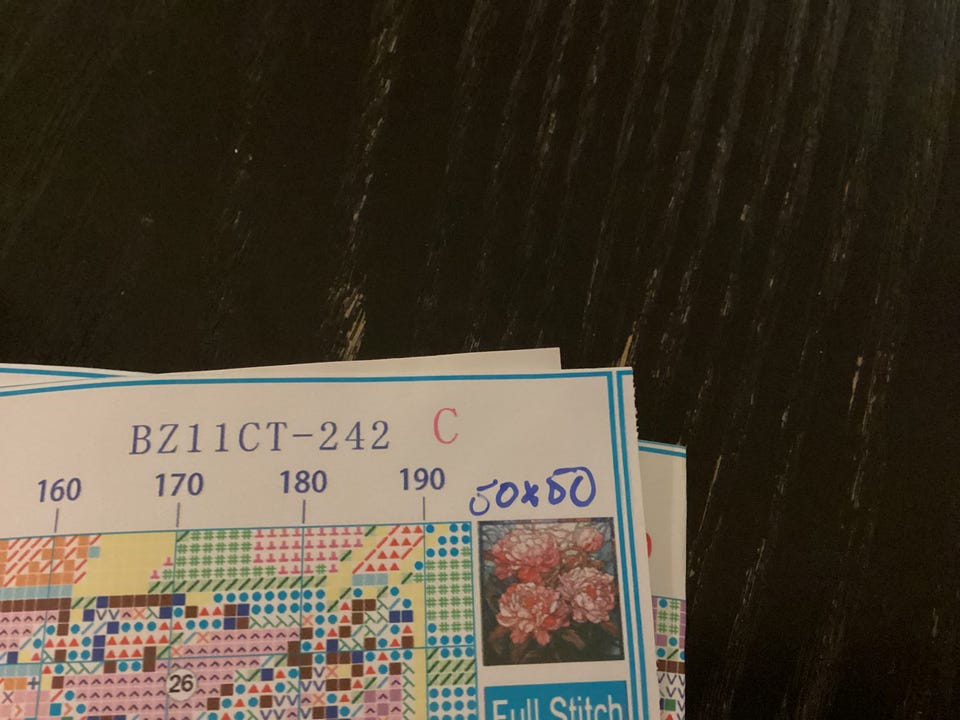 BZ11CT-242 C
160 170 180 190
50x50
26
Full Stitch